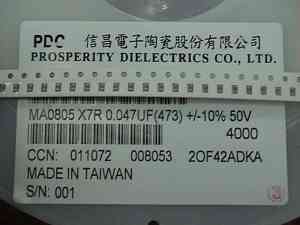 PDC 信昌電子陶瓷股份有限公司
PROSPERITY DIELECTRICS CO., LTD.
MA0805 X7R 0.047UF(473) +/-10% 50V
4000
CCN: 011072 008053 2OF42ADKA
MADE IN TAIWAN
S/N: 001